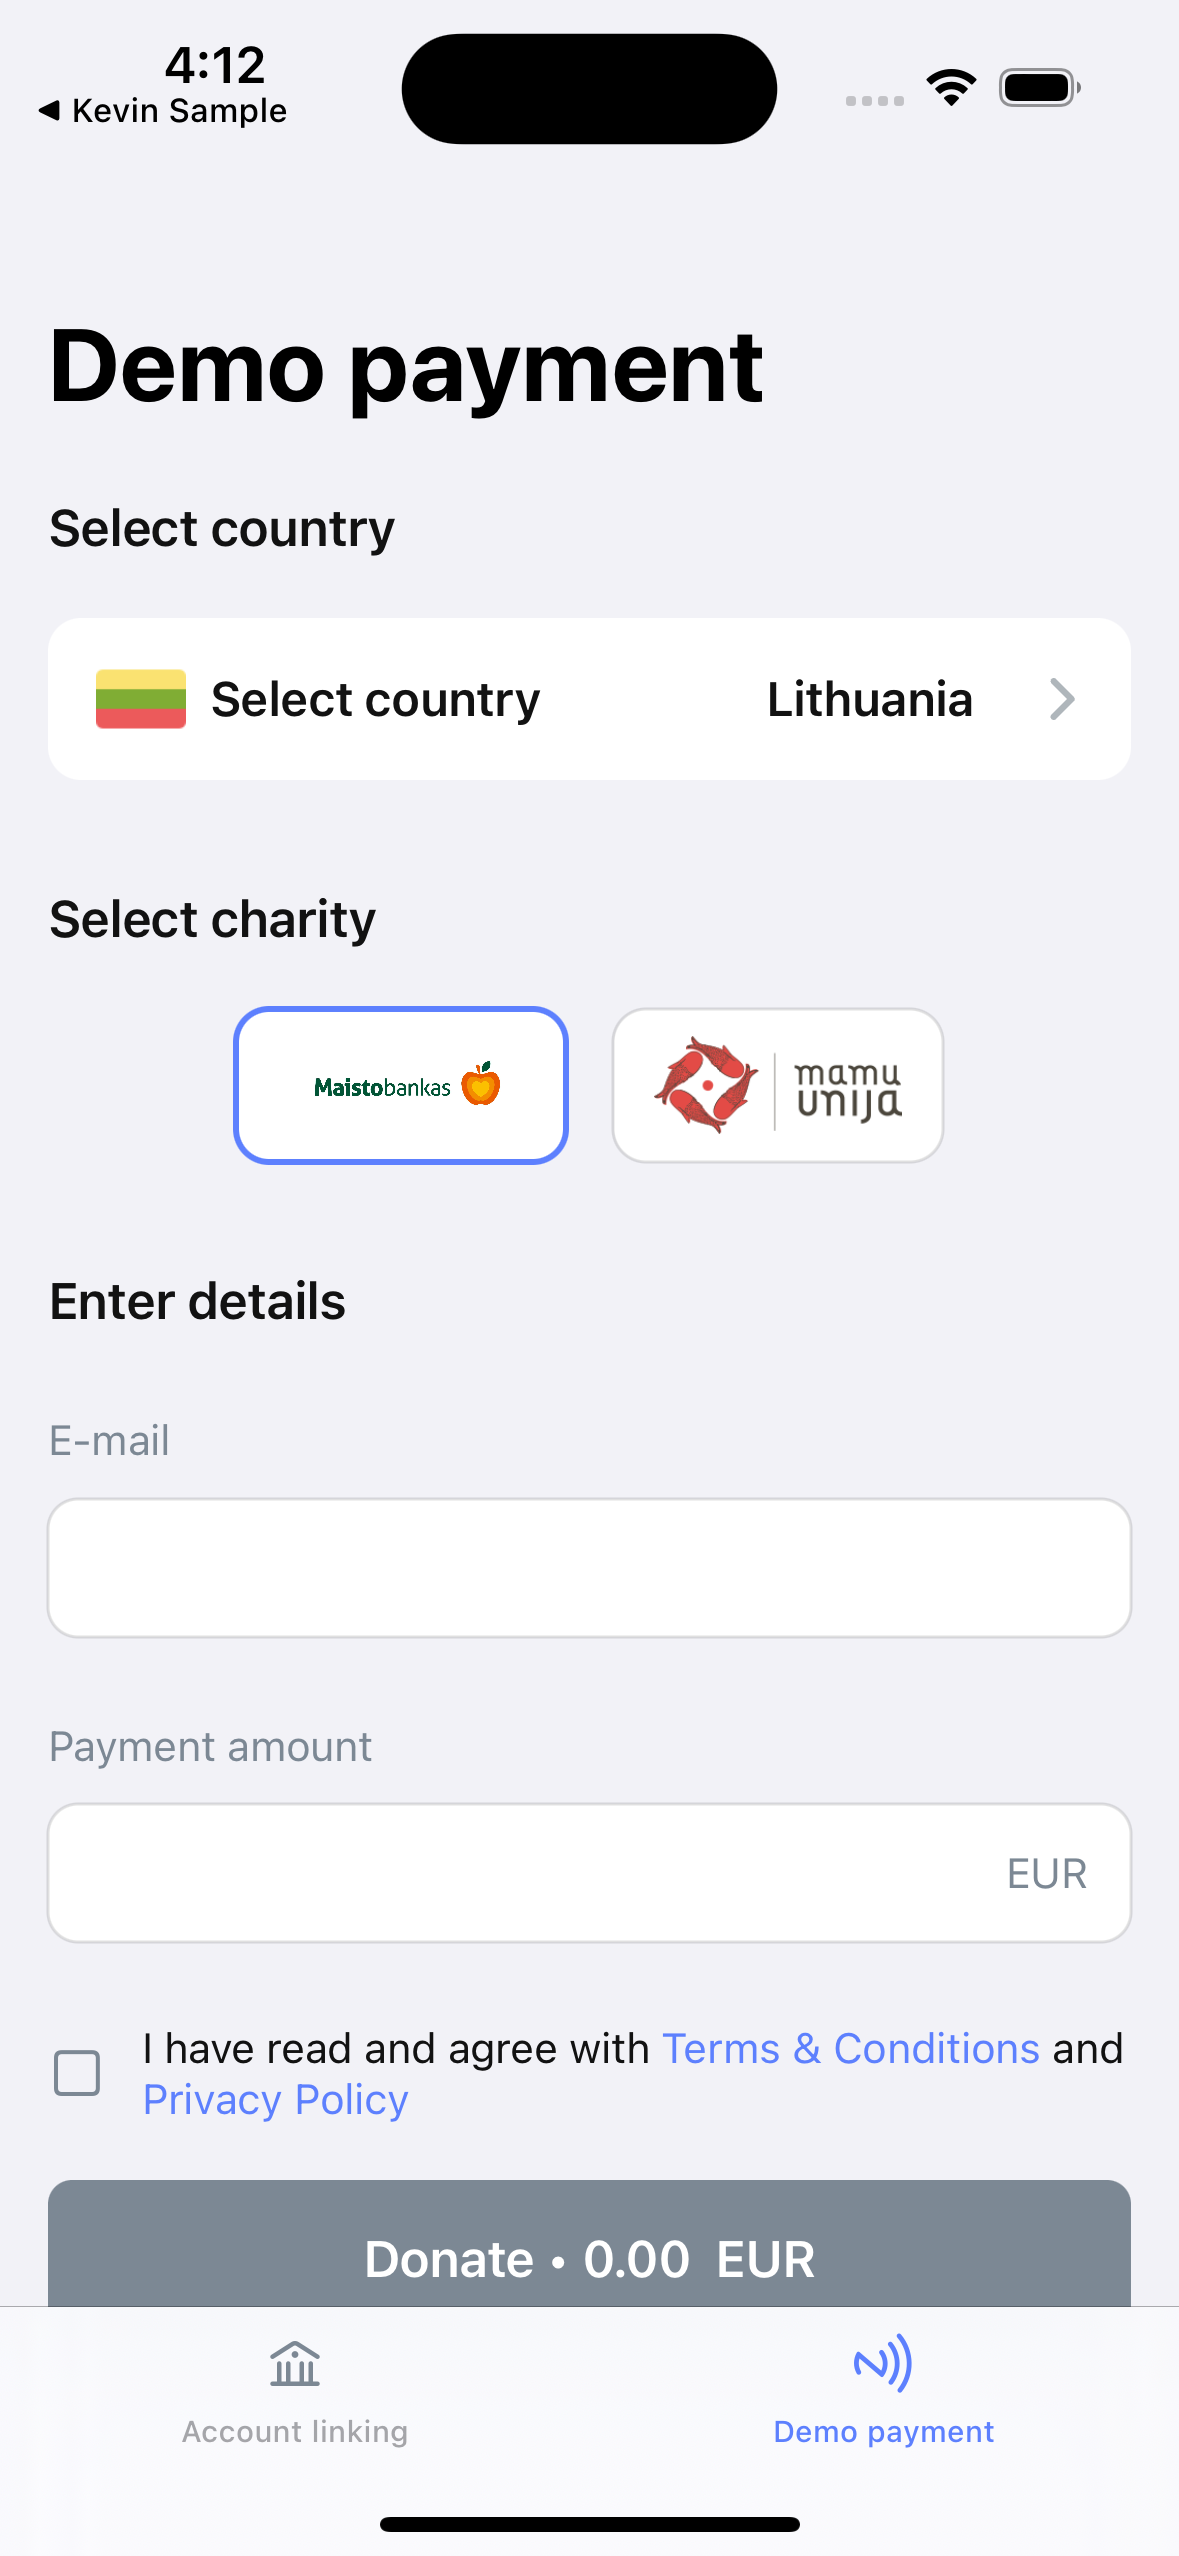 4:12
◀ Kevin Sample
Demo payment
Select country
Select country Lithuania
Select charity
Maistobankas
mamu
unija
Enter details
E-mail
Payment amount
EUR
I have read and agree with Terms & Conditions and
Privacy Policy
Donate • 0.00 EUR
Account linking Demo payment